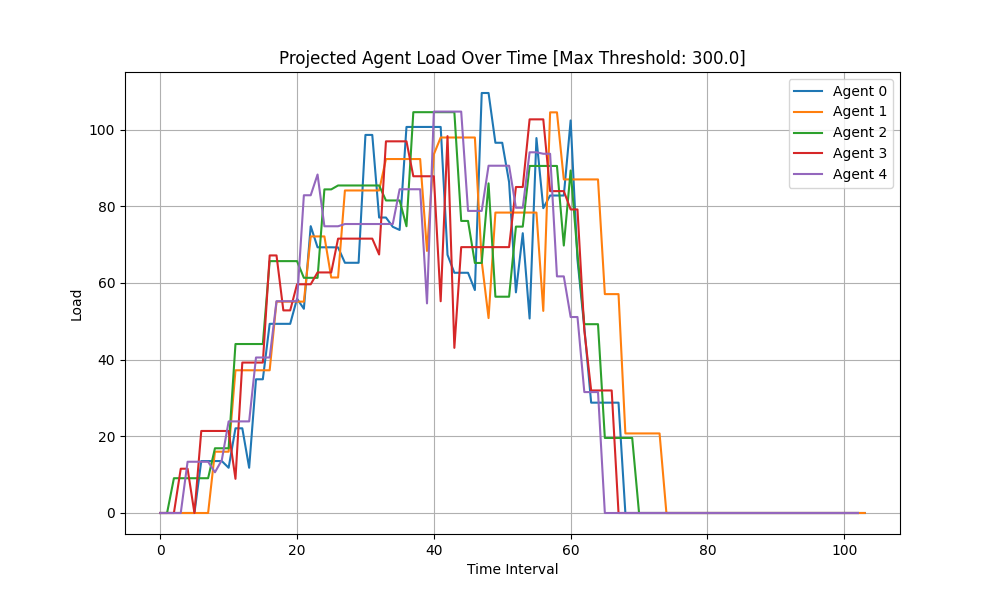 Projected Agent Load Over Time [Max Threshold: 300.0]
Agent 0
Agent 1
Agent 2
Agent 3
Agent 4
Load
100
80
60
40
20
0
0 20 40 60 80 100
Time Interval